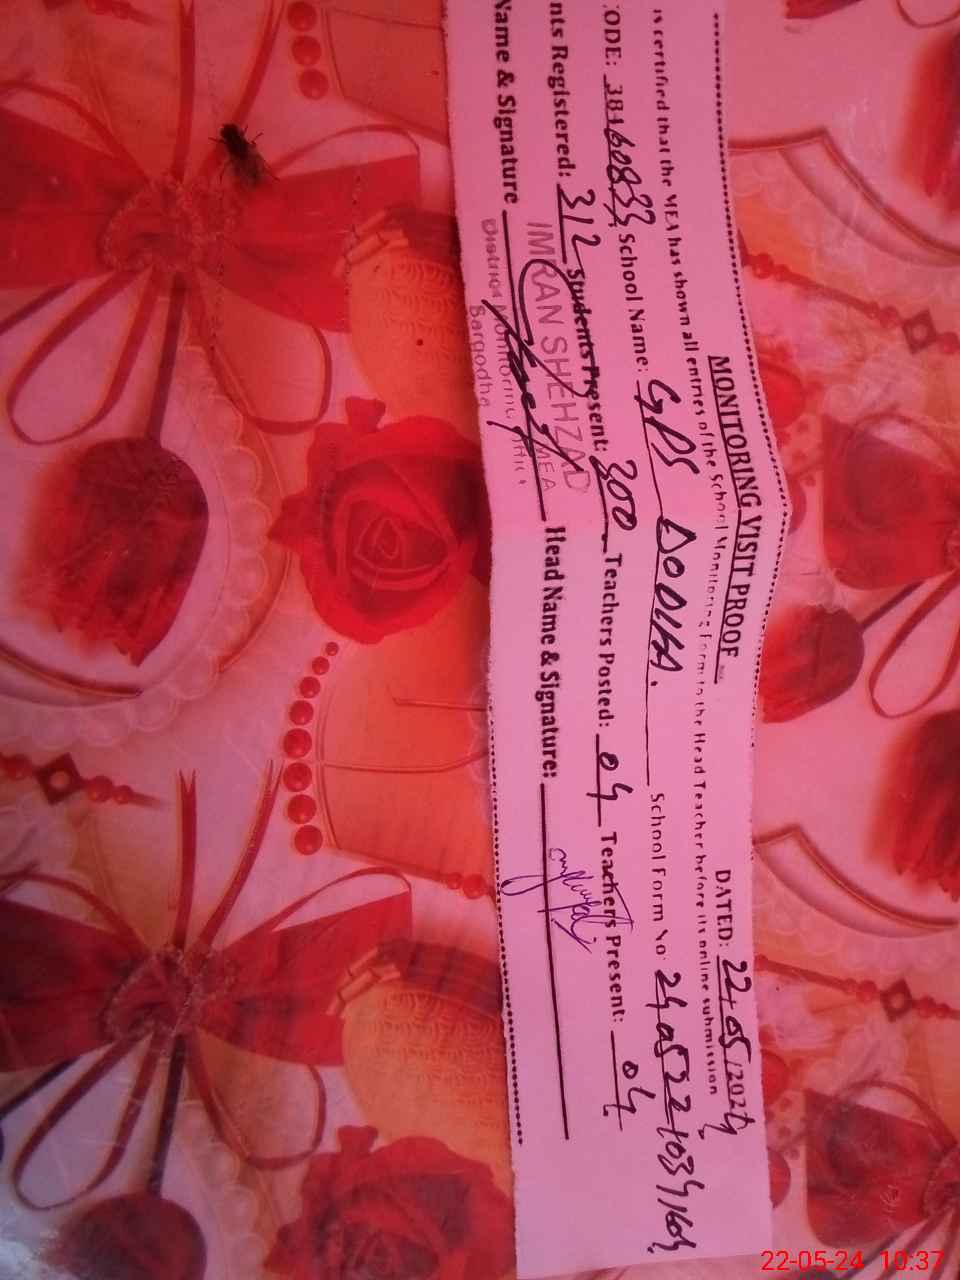 MONITORING VISIT PROOF DATED: 22/05/2024
is certified that the MEA has shown all entries of the School Monitoring Form to the Head Teacher before its online submission
CODE: 38160833 School Name: GPS DODHA. School Form No: 
nts Registered: 312 Students Present: 300 Teachers Posted: 04 Teachers Present: 04
Name & Signature Head Name & Signature:
IMRAN SHEHZAD
MEA
District Monitoring
Sargodha
22-05-24 10:37